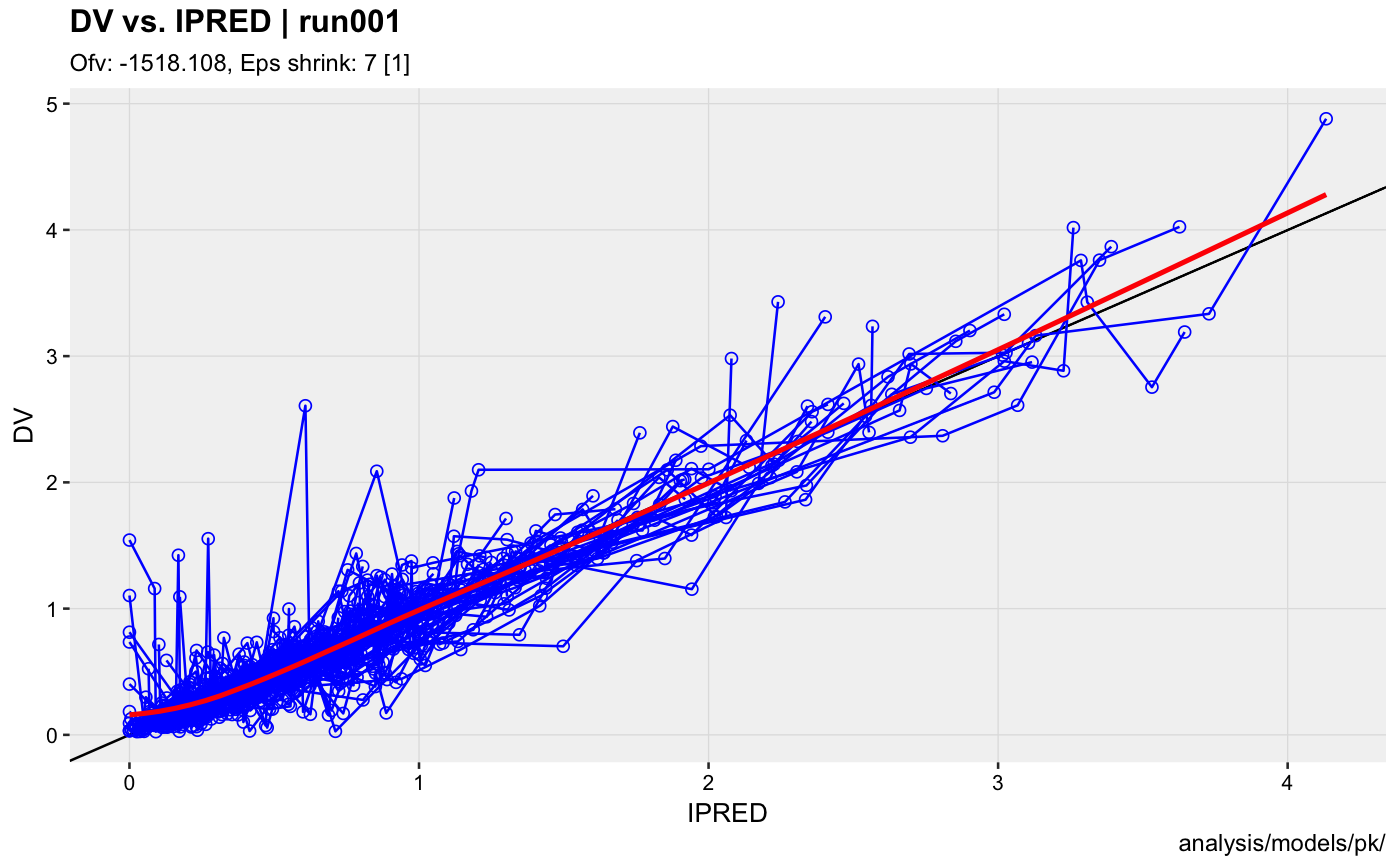 DV vs. IPRED | run001
Ofv: -1518.108, Eps shrink: 7 [1]
5
4
3
2
1
0
DV
0 1 2 3 4
IPRED
analysis/models/pk/